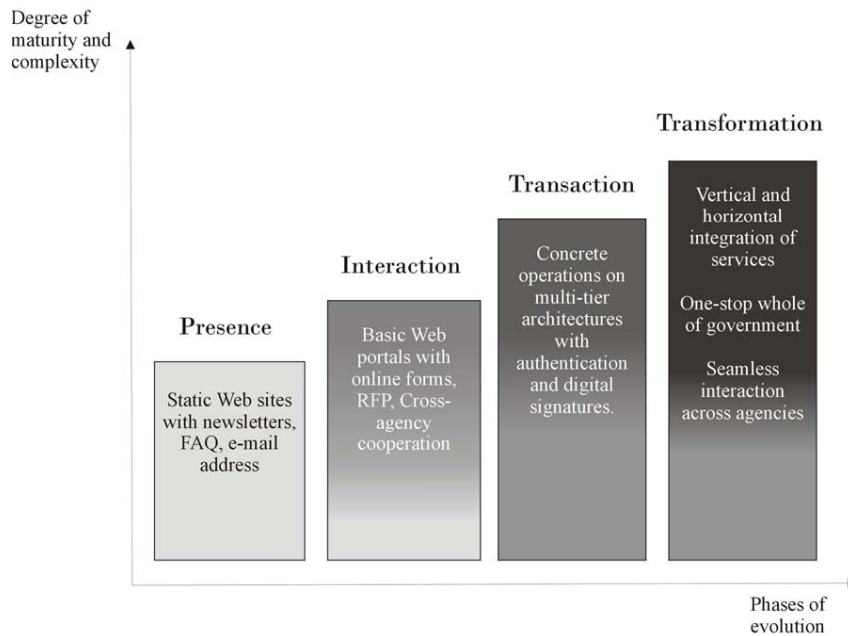 Degree of
maturity and
complexity
Presence
Static Web sites
with newsletters,
FAQ, e-mail
address
Interaction
Basic Web
portals with
online forms,
RFP, Cross-
agency
cooperation
Transaction
Concrete
operations on
multi-tier
architectures
with
authentication
and digital
signatures.
Transformation
Vertical and
horizontal
integration of
services
One-stop whole
of government
Seamless
interaction
across agencies
Phases of
evolution